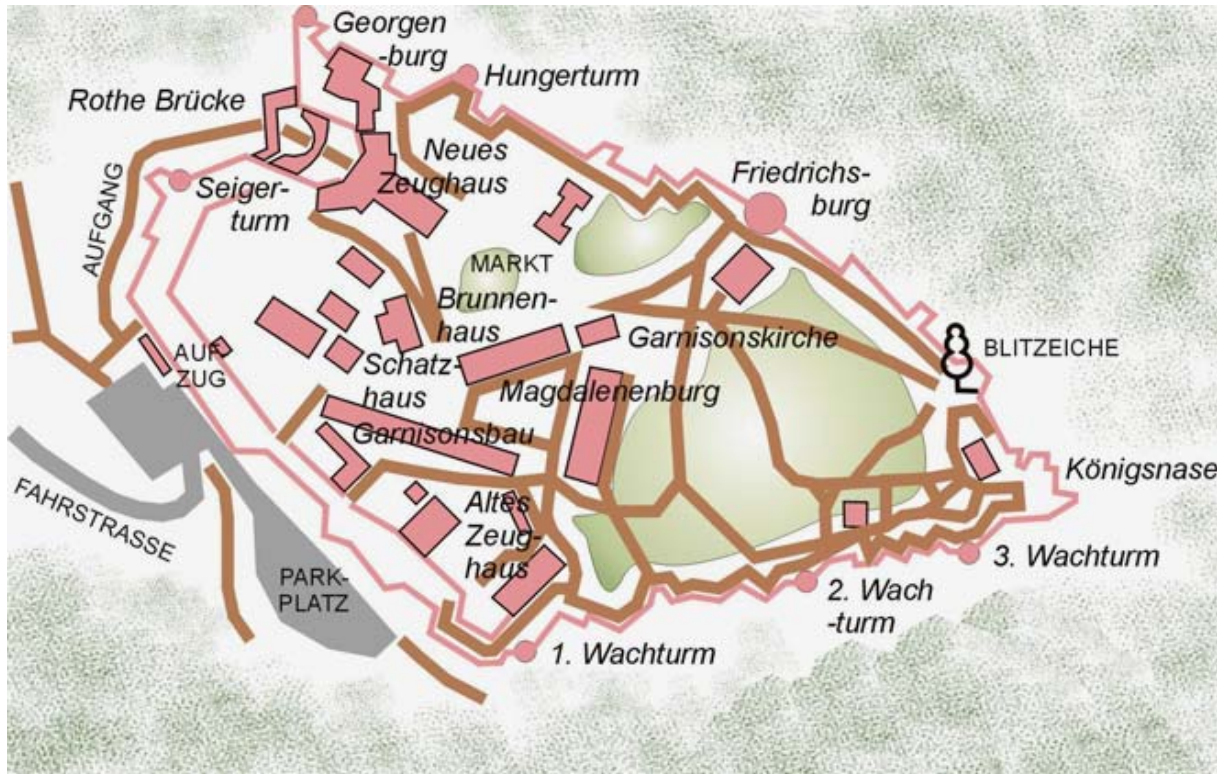 Georgen
-burg
Hungerturm
Rothe Brücke
Neues
Zeughaus
Seiger-
turm
AUFGANG
Friedrichs-
burg
MARKT
Brunnen-
haus
Garnisonskirche
BLITZEICHE
AUF
ZUG
Schatz-
haus
Magdalenenburg
Garnisonsbau
Königsnase
FAHRSTRASSE
Altes
Zeug-
haus
PARK-
PLATZ
3. Wachturm
2. Wach
-turm
1. Wachturm